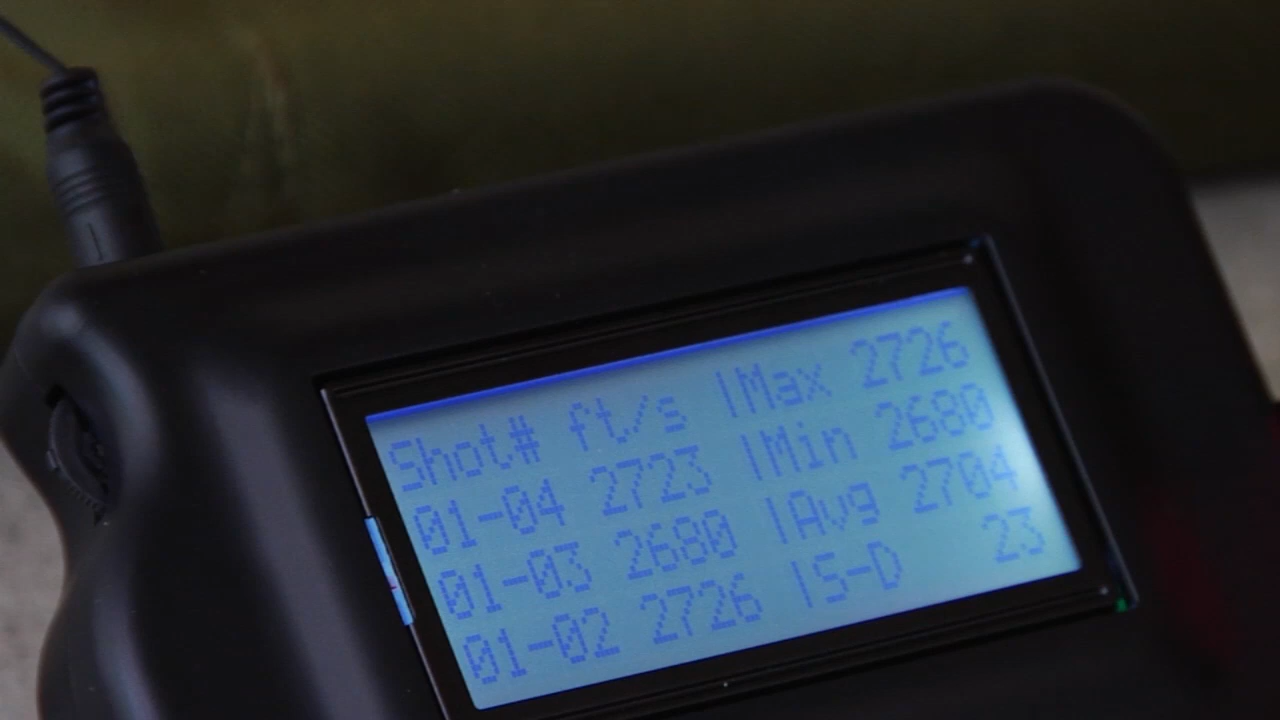 Shot# ft/s |Max 2726
01-04 2723 |Min 2680
01-03 2680 |Avg 2704
01-02 2726 |S-D 23